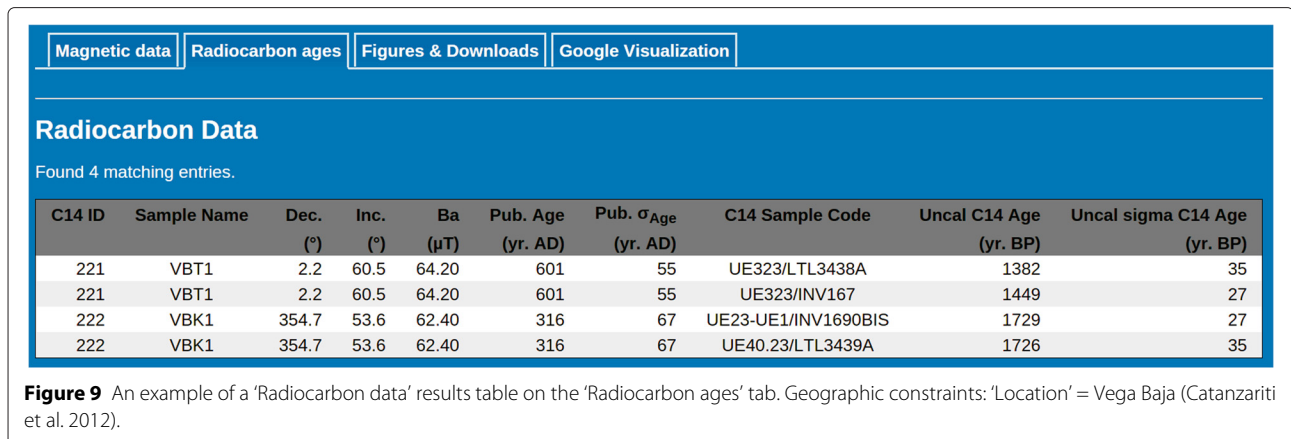 Magnetic data Radiocarbon ages Figures & Downloads Google Visualization
Radiocarbon Data
Found 4 matching entries.
C14 ID Sample Name Dec. Inc. Ba Pub. Age Pub. σAge C14 Sample Code Uncal C14 Age Uncal sigma C14 Age
(°) (°) (µT) (yr. AD) (yr. AD) (yr. BP) (yr. BP)
221 VBT1 2.2 60.5 64.20 601 55 UE323/LTL3438A 1382 35
221 VBT1 2.2 60.5 64.20 601 55 UE323/INV167 1449 27
222 VBK1 354.7 53.6 62.40 316 67 UE23-UE1/INV1690BIS 1729 27
222 VBK1 354.7 53.6 62.40 316 67 UE40.23/LTL3439A 1726 35
Figure 9 An example of a ‘Radiocarbon data’ results table on the ‘Radiocarbon ages’ tab. Geographic constraints: ‘Location’ = Vega Baja (Catanzariti
et al. 2012).